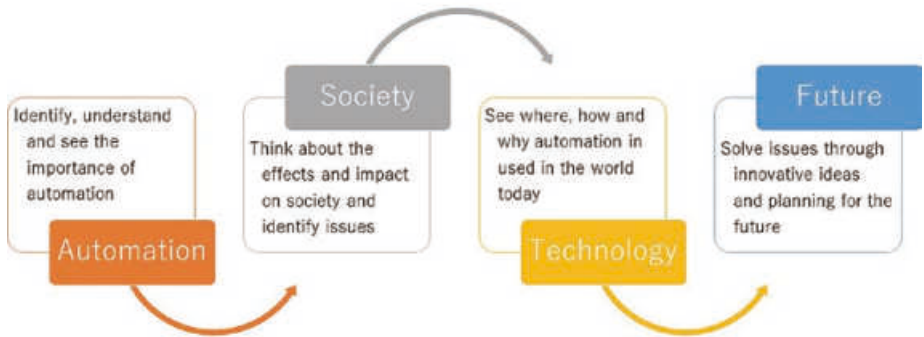 Identify, understand
and see the
importance of
automation
Automation
Society
Think about the
effects and impact
on society and
identify issues
See where, how and
why automation in
used in the world
today
Technology
Future
Solve issues through
innovative ideas
and planning for the
future